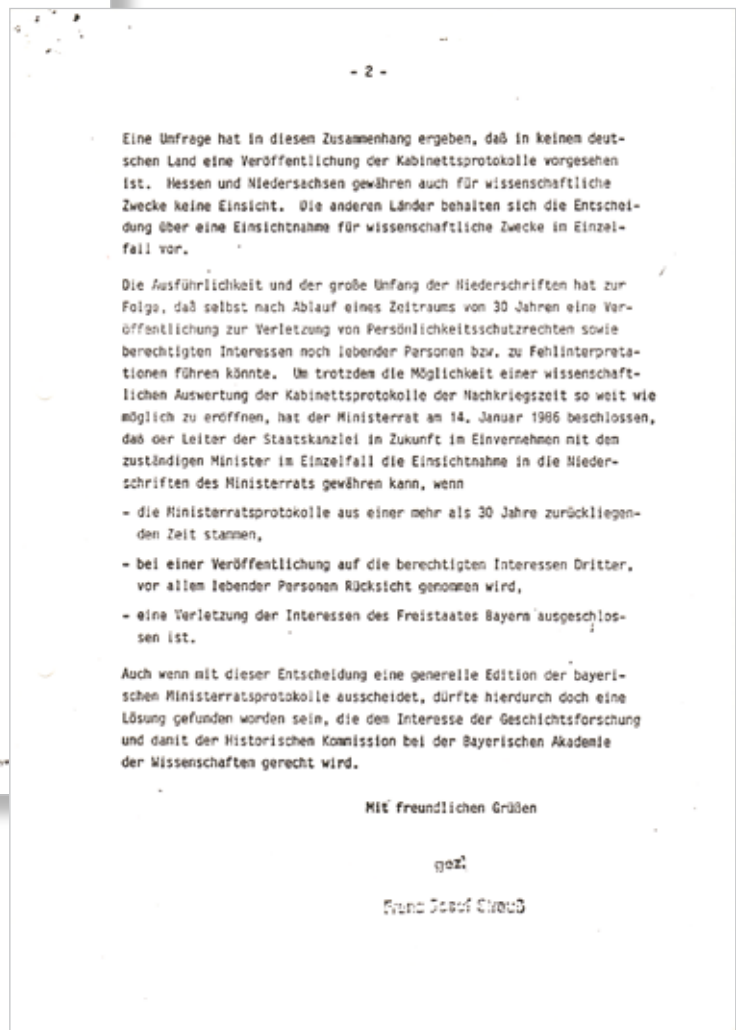 - 2 -
Eine Umfrage hat in diesem Zusammenhang ergeben, daß in keinem deut-
schen Land eine Veröffentlichung der Kabinettsprotokolle vorgesehen
ist. Hessen und Niedersachsen gewähren auch für wissenschaftliche
Zwecke keine Einsicht. Die anderen Länder behalten sich die Entschei-
dung über eine Einsichtnahme für wissenschaftliche Zwecke im Einzel-
fall vor.
Die Ausführlichkeit und der große Umfang der Niederschriften hat zur
Folge, daß selbst nach Ablauf eines Zeitraums von 30 Jahren eine Ver-
öffentlichung zur Verletzung von Persönlichkeitsschutzrechten sowie
berechtigten Interessen noch lebender Personen bzw. zu Fehlinterpreta-
tionen führen könnte. Um trotzdem die Möglichkeit einer wissenschaft-
lichen Auswertung der Kabinettsprotokolle der Nachkriegszeit so weit wie
möglich zu eröffnen, hat der Ministerrat am 14. Januar 1986 beschlossen,
daß der Leiter der Staatskanzlei in Zukunft im Einvernehmen mit dem
zuständigen Minister im Einzelfall die Einsichtnahme in die Nieder-
schriften des Ministerrats gewähren kann, wenn
- die Ministerratsprotokolle aus einer mehr als 30 Jahre zurückliegen-
den Zeit stammen,
- bei einer Veröffentlichung auf die berechtigten Interessen Dritter,
vor allem lebender Personen Rücksicht genommen wird,
- eine Verletzung der Interessen des Freistaates Bayern ausgeschlos-
sen ist.
Auch wenn mit dieser Entscheidung eine generelle Edition der bayeri-
schen Ministerratsprotokolle ausscheidet, dürfte hierdurch doch eine
Lösung gefunden worden sein, die dem Interesse der Geschichtsforschung
und damit der Historischen Kommission bei der Bayerischen Akademie
der Wissenschaften gerecht wird.
Mit freundlichen Grüßen
gez.
Franz Josef Strauß